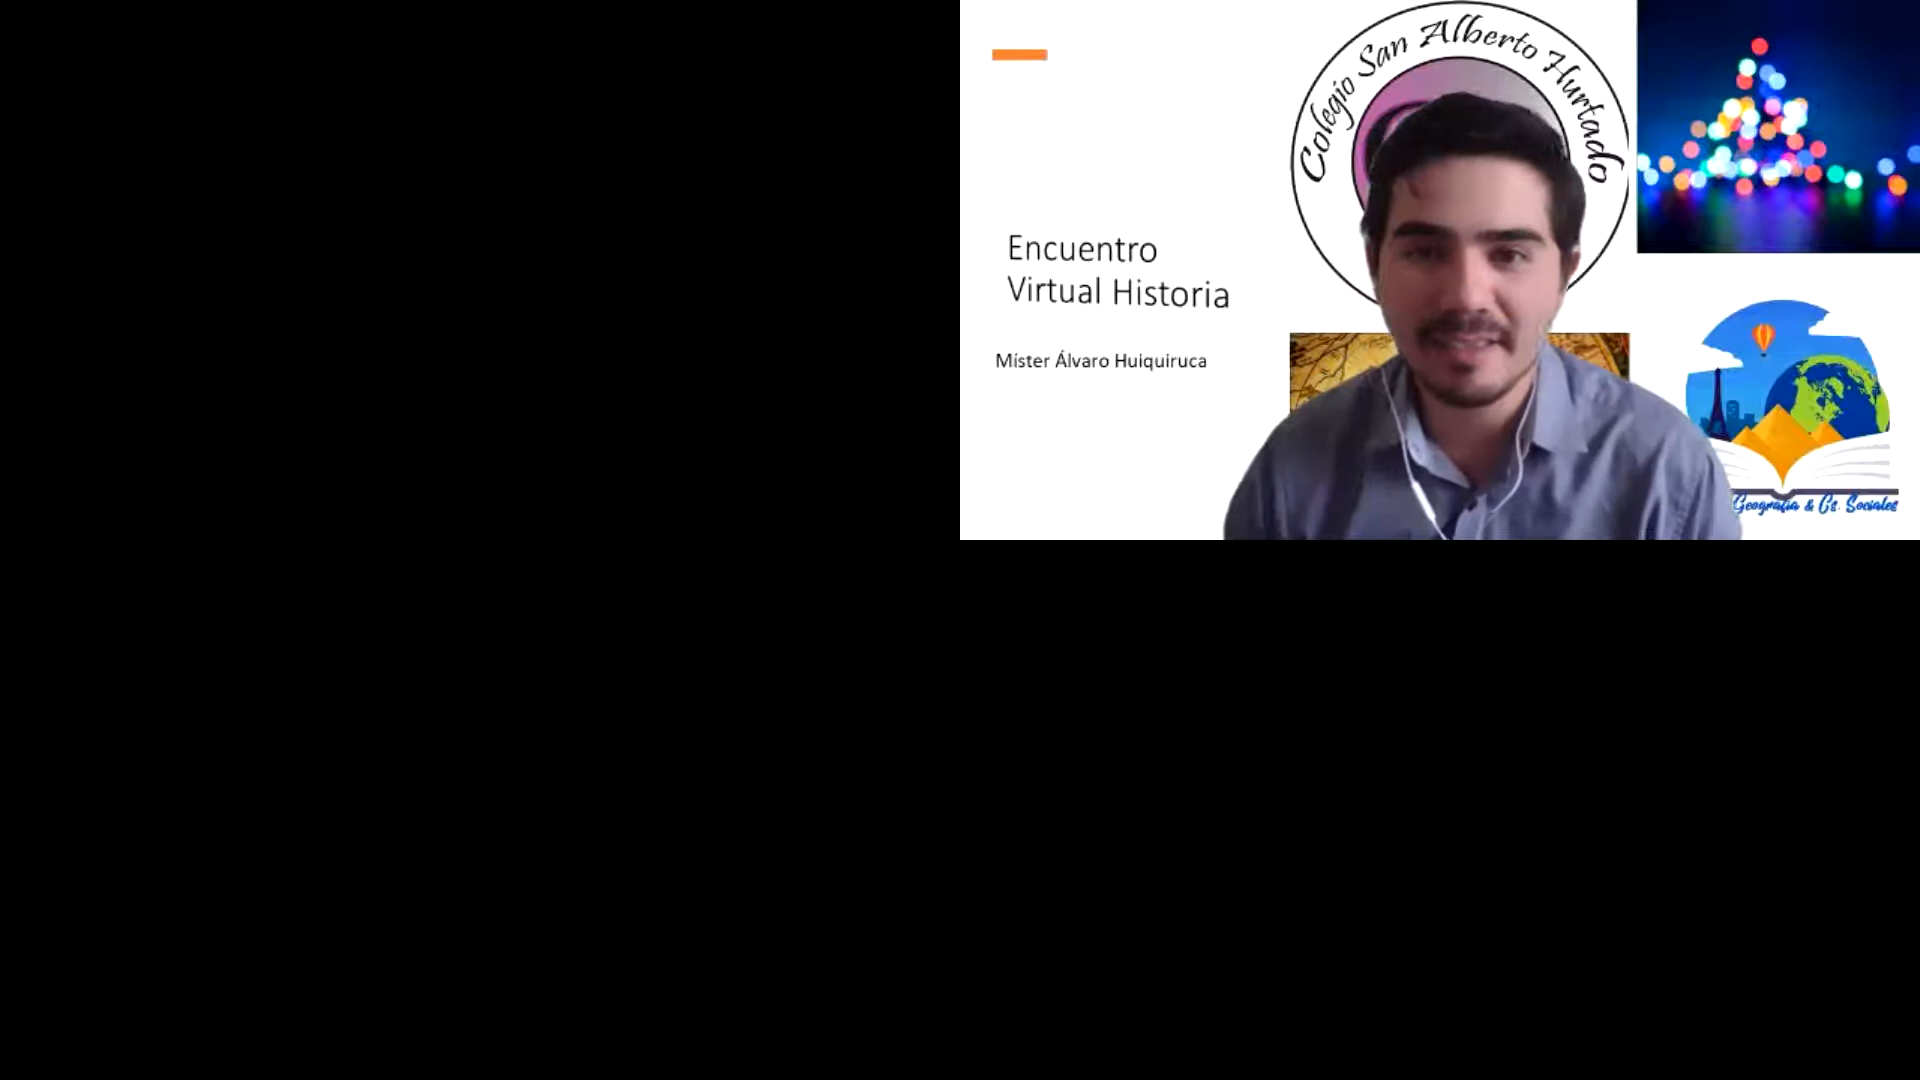 Colegio San Alberto Hurtado
Encuentro
Virtual Historia
Míster Álvaro Huiquiruca
Geografía & Cs. Sociales